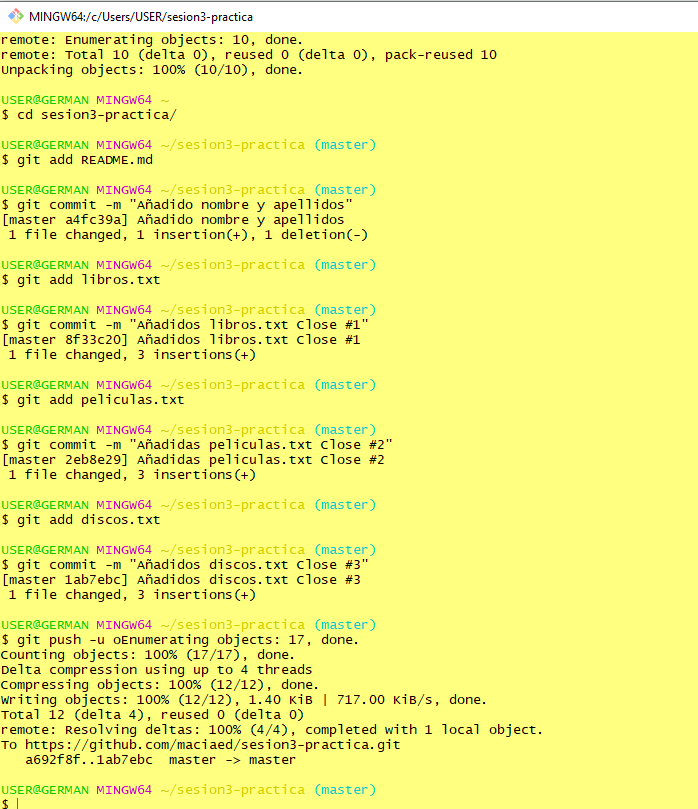 MINGW64:/c/Users/USER/sesion3-practica
remote: Enumerating objects: 10, done.
remote: Total 10 (delta 0), reused 0 (delta 0), pack-reused 10
Unpacking objects: 100% (10/10), done.
USER@GERMAN MINGW64 ~
$ cd sesion3-practica/
USER@GERMAN MINGW64 ~/sesion3-practica (master)
$ git add README.md
USER@GERMAN MINGW64 ~/sesion3-practica (master)
$ git commit -m "Añadido nombre y apellidos"
[master a4fc39a] Añadido nombre y apellidos
1 file changed, 1 insertion(+), 1 deletion(-)
USER@GERMAN MINGW64 ~/sesion3-practica (master)
$ git add libros.txt
USER@GERMAN MINGW64 ~/sesion3-practica (master)
$ git commit -m "Añadidos libros.txt Close #1"
[master 8f33c20] Añadidos libros.txt Close #1
1 file changed, 3 insertions(+)
USER@GERMAN MINGW64 ~/sesion3-practica (master)
$ git add peliculas.txt
USER@GERMAN MINGW64 ~/sesion3-practica (master)
$ git commit -m "Añadidas peliculas.txt Close #2"
[master 2eb8e29] Añadidas peliculas.txt Close #2
1 file changed, 3 insertions(+)
USER@GERMAN MINGW64 ~/sesion3-practica (master)
$ git add discos.txt
USER@GERMAN MINGW64 ~/sesion3-practica (master)
$ git commit -m "Añadidos discos.txt Close #3"
[master 1ab7ebc] Añadidos discos.txt Close #3
1 file changed, 3 insertions(+)
USER@GERMAN MINGW64 ~/sesion3-practica (master)
$ git push -u oEnumerating objects: 17, done.
Counting objects: 100% (17/17), done.
Delta compression using up to 4 threads
Compressing objects: 100% (12/12), done.
Writing objects: 100% (12/12), 1.40 KiB | 717.00 KiB/s, done.
Total 12 (delta 4), reused 0 (delta 0)
remote: Resolving deltas: 100% (4/4), completed with 1 local object.
To https://github.com/maciaed/sesion3-practica.git
a692f8f..1ab7ebc master -> master
USER@GERMAN MINGW64 ~/sesion3-practica (master)
$